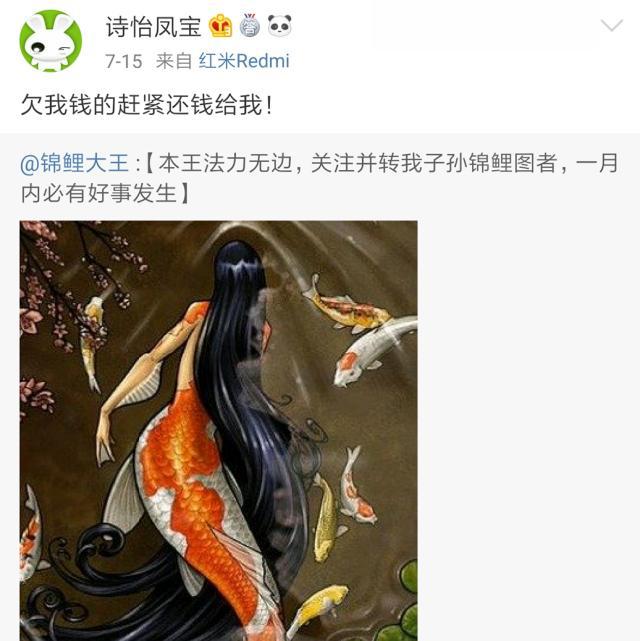 诗怡凤宝
7-15 来自 红米Redmi
欠我钱的赶紧还钱给我!
@锦鲤大王:【本王法力无边,关注并转我子孙锦鲤图者,一月
内必有好事发生】